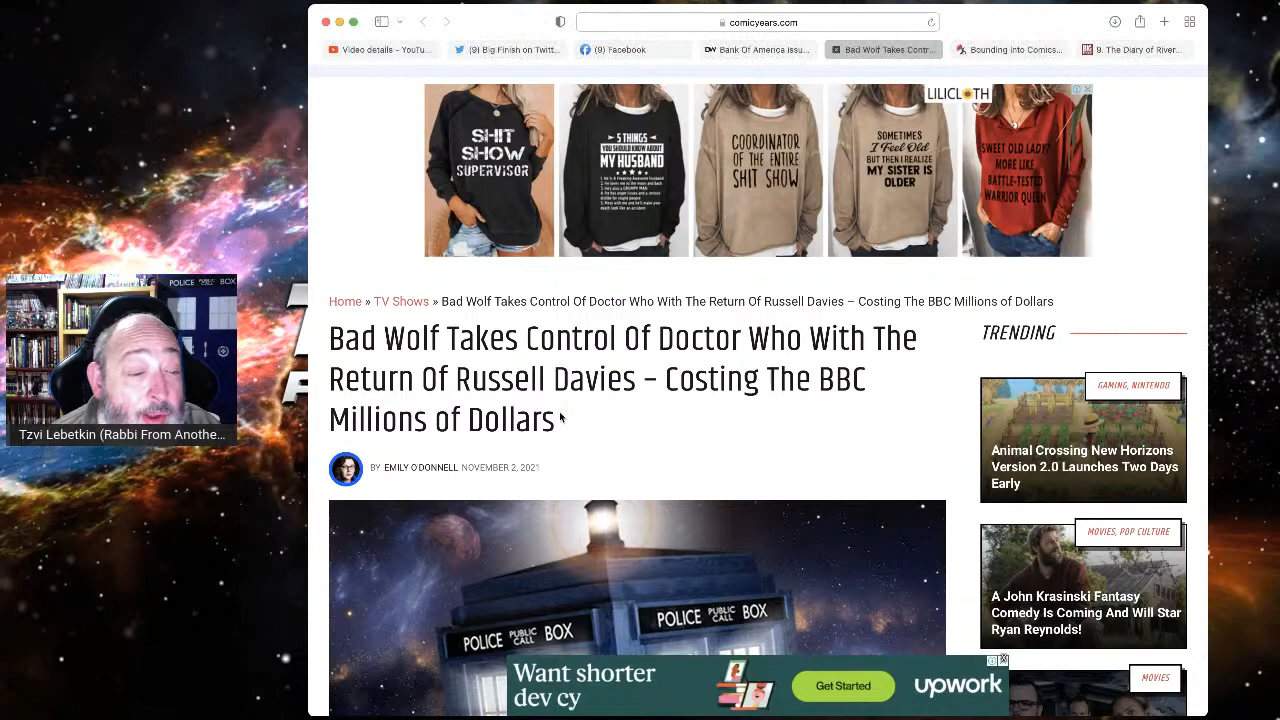 comicyears.com
Video details - YouTu...
(9) Big Finish on Twitt...
(9) Facebook
DW Bank Of America Issu...
Bad Wolf Takes Contr...
Bounding into Comics...
BIG
9. The Diary of River...
LILICLOTH
SHIT
SHOW
SUPERVISOR
5 THINGS
YOU SHOULD KNOW ABOUT
MY HUSBAND
COORDINATOR
OF THE ENTIRE
SHIT SHOW
SOMETIMES
I Feel Old
BUT THEN I REALIZE
MY SISTER IS
OLDER
SWEET OLD LADY?
MORE LIKE
BATTLE-TESTED
WARRIOR QUEEN
Home » TV Shows » Bad Wolf Takes Control Of Doctor Who With The Return Of Russell Davies – Costing The BBC Millions of Dollars
Bad Wolf Takes Control Of Doctor Who With The
Return Of Russell Davies – Costing The BBC
Millions of Dollars
BY EMILY O DONNELL NOVEMBER 2, 2021
POLICE PUBLIC CALL BOX
POLICE PUBLIC CALL BOX
TRENDING
GAMING, NINTENDO
Animal Crossing New Horizons
Version 2.0 Launches Two Days
Early
MOVIES, POP CULTURE
A John Krasinski Fantasy
Comedy Is Coming And Will Star
Ryan Reynolds!
MOVIES
Want shorter
dev cy
Get Started
upwork
POLICE PUBLIC CALL BOX
Tzvi Lebetkin (Rabbi From Anothe...